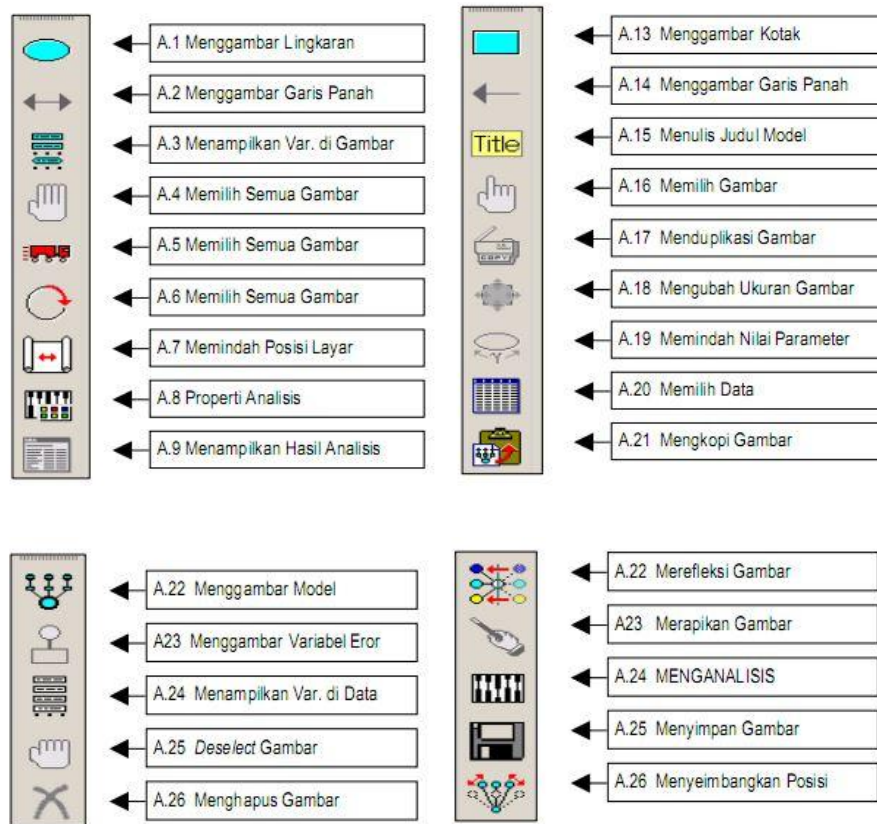 A.1 Menggambar Lingkaran
A.2 Menggambar Garis Panah
A.3 Menampilkan Var. di Gambar
A.4 Memilih Semua Gambar
A.5 Memilih Semua Gambar
A.6 Memilih Semua Gambar
A.7 Memindah Posisi Layar
A.8 Properti Analisis
A.9 Menampilkan Hasil Analisis
A.13 Menggambar Kotak
A.14 Menggambar Garis Panah
Title
A.15 Menulis Judul Model
A.16 Memilih Gambar
COPY
A.17 Menduplikasi Gambar
A.18 Mengubah Ukuran Gambar
A.19 Memindah Nilai Parameter
A.20 Memilih Data
A.21 Mengkopi Gambar
A.22 Menggambar Model
A23 Menggambar Variabel Eror
A.24 Menampilkan Var. di Data
A.25 Deselect Gambar
A.26 Menghapus Gambar
A.22 Merefleksi Gambar
A23 Merapikan Gambar
A.24 MENGANALISIS
A.25 Menyimpan Gambar
A.26 Menyeimbangkan Posisi